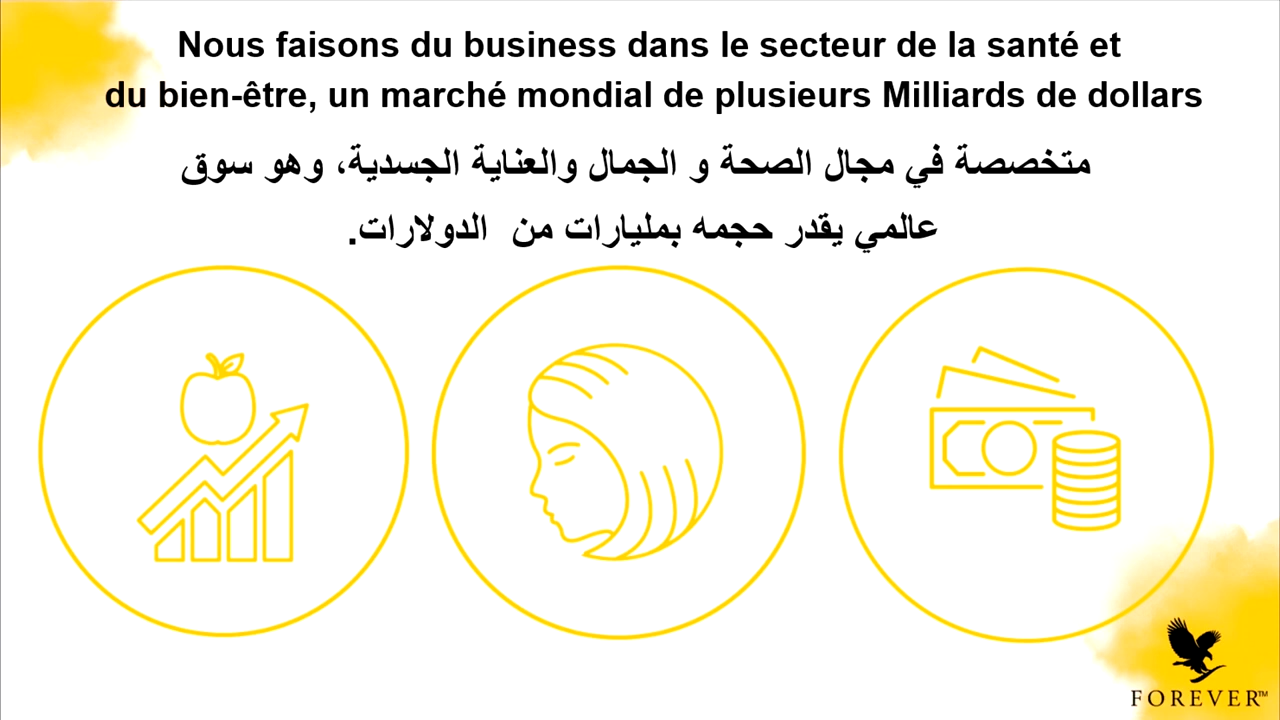 Nous faisons du business dans le secteur de la santé et
du bien-être, un marché mondial de plusieurs Milliards de dollars
متخصصة في مجال الصحة و الجمال والعناية الجسدية، وهو سوق
عالمي يقدر حجمه بمليارات من  الدولارات.
FOREVER™